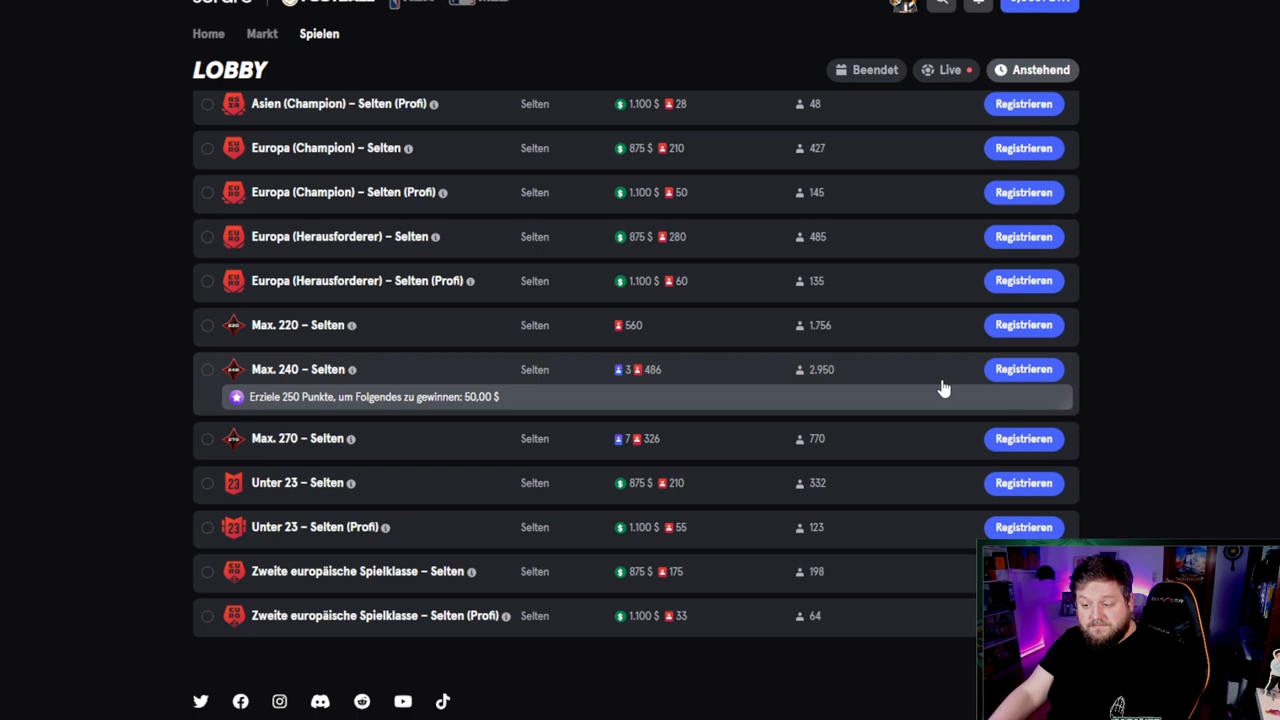 Home Markt Spielen
LOBBY Beendet Live Anstehend
Asien (Champion) – Selten (Profi) Selten 1.100 $ 28 48 Registrieren
Europa (Champion) – Selten Selten 875 $ 210 427 Registrieren
Europa (Champion) – Selten (Profi) Selten 1.100 $ 50 145 Registrieren
Europa (Herausforderer) – Selten Selten 875 $ 280 485 Registrieren
Europa (Herausforderer) – Selten (Profi) Selten 1.100 $ 60 135 Registrieren
Max. 220 – Selten Selten 560 1.756 Registrieren
Max. 240 – Selten Selten 3 486 2.950 Registrieren
Erziele 250 Punkte, um Folgendes zu gewinnen: 50,00 $
Max. 270 – Selten Selten 7 326 770 Registrieren
23 Unter 23 – Selten Selten 875 $ 210 332 Registrieren
23 Unter 23 – Selten (Profi) Selten 1.100 $ 55 123 Registrieren
Zweite europäische Spielklasse – Selten Selten 875 $ 175 198
Zweite europäische Spielklasse – Selten (Profi) Selten 1.100 $ 33 64